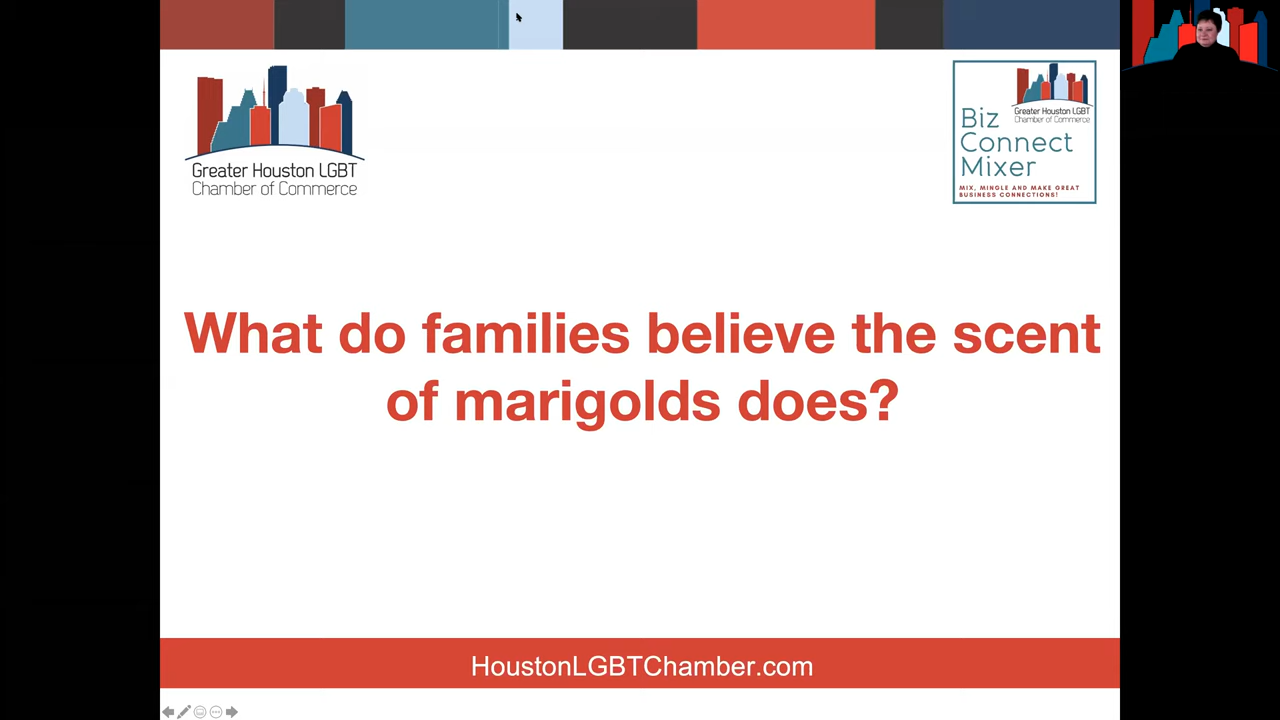 Greater Houston LGBT
Chamber of Commerce
Greater Houston LGBT
Chamber of Commerce
Biz
Connect
Mixer
MIX, MINGLE AND MAKE GREAT
BUSINESS CONNECTIONS!
What do families believe the scent
of marigolds does?
HoustonLGBTChamber.com